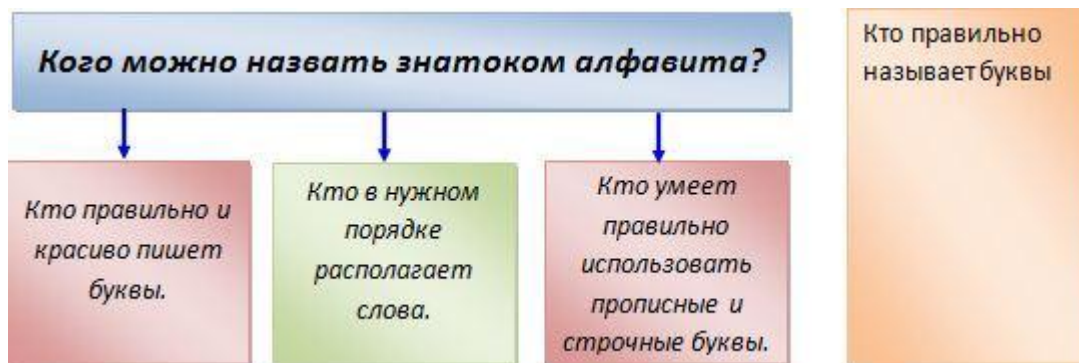 Кого можно назвать знатоком алфавита?
Кто правильно и
красиво пишет
буквы.
Кто в нужном
порядке
располагает
слова.
Кто умеет
правильно
использовать
прописные и
строчные буквы.
Кто правильно
называет буквы